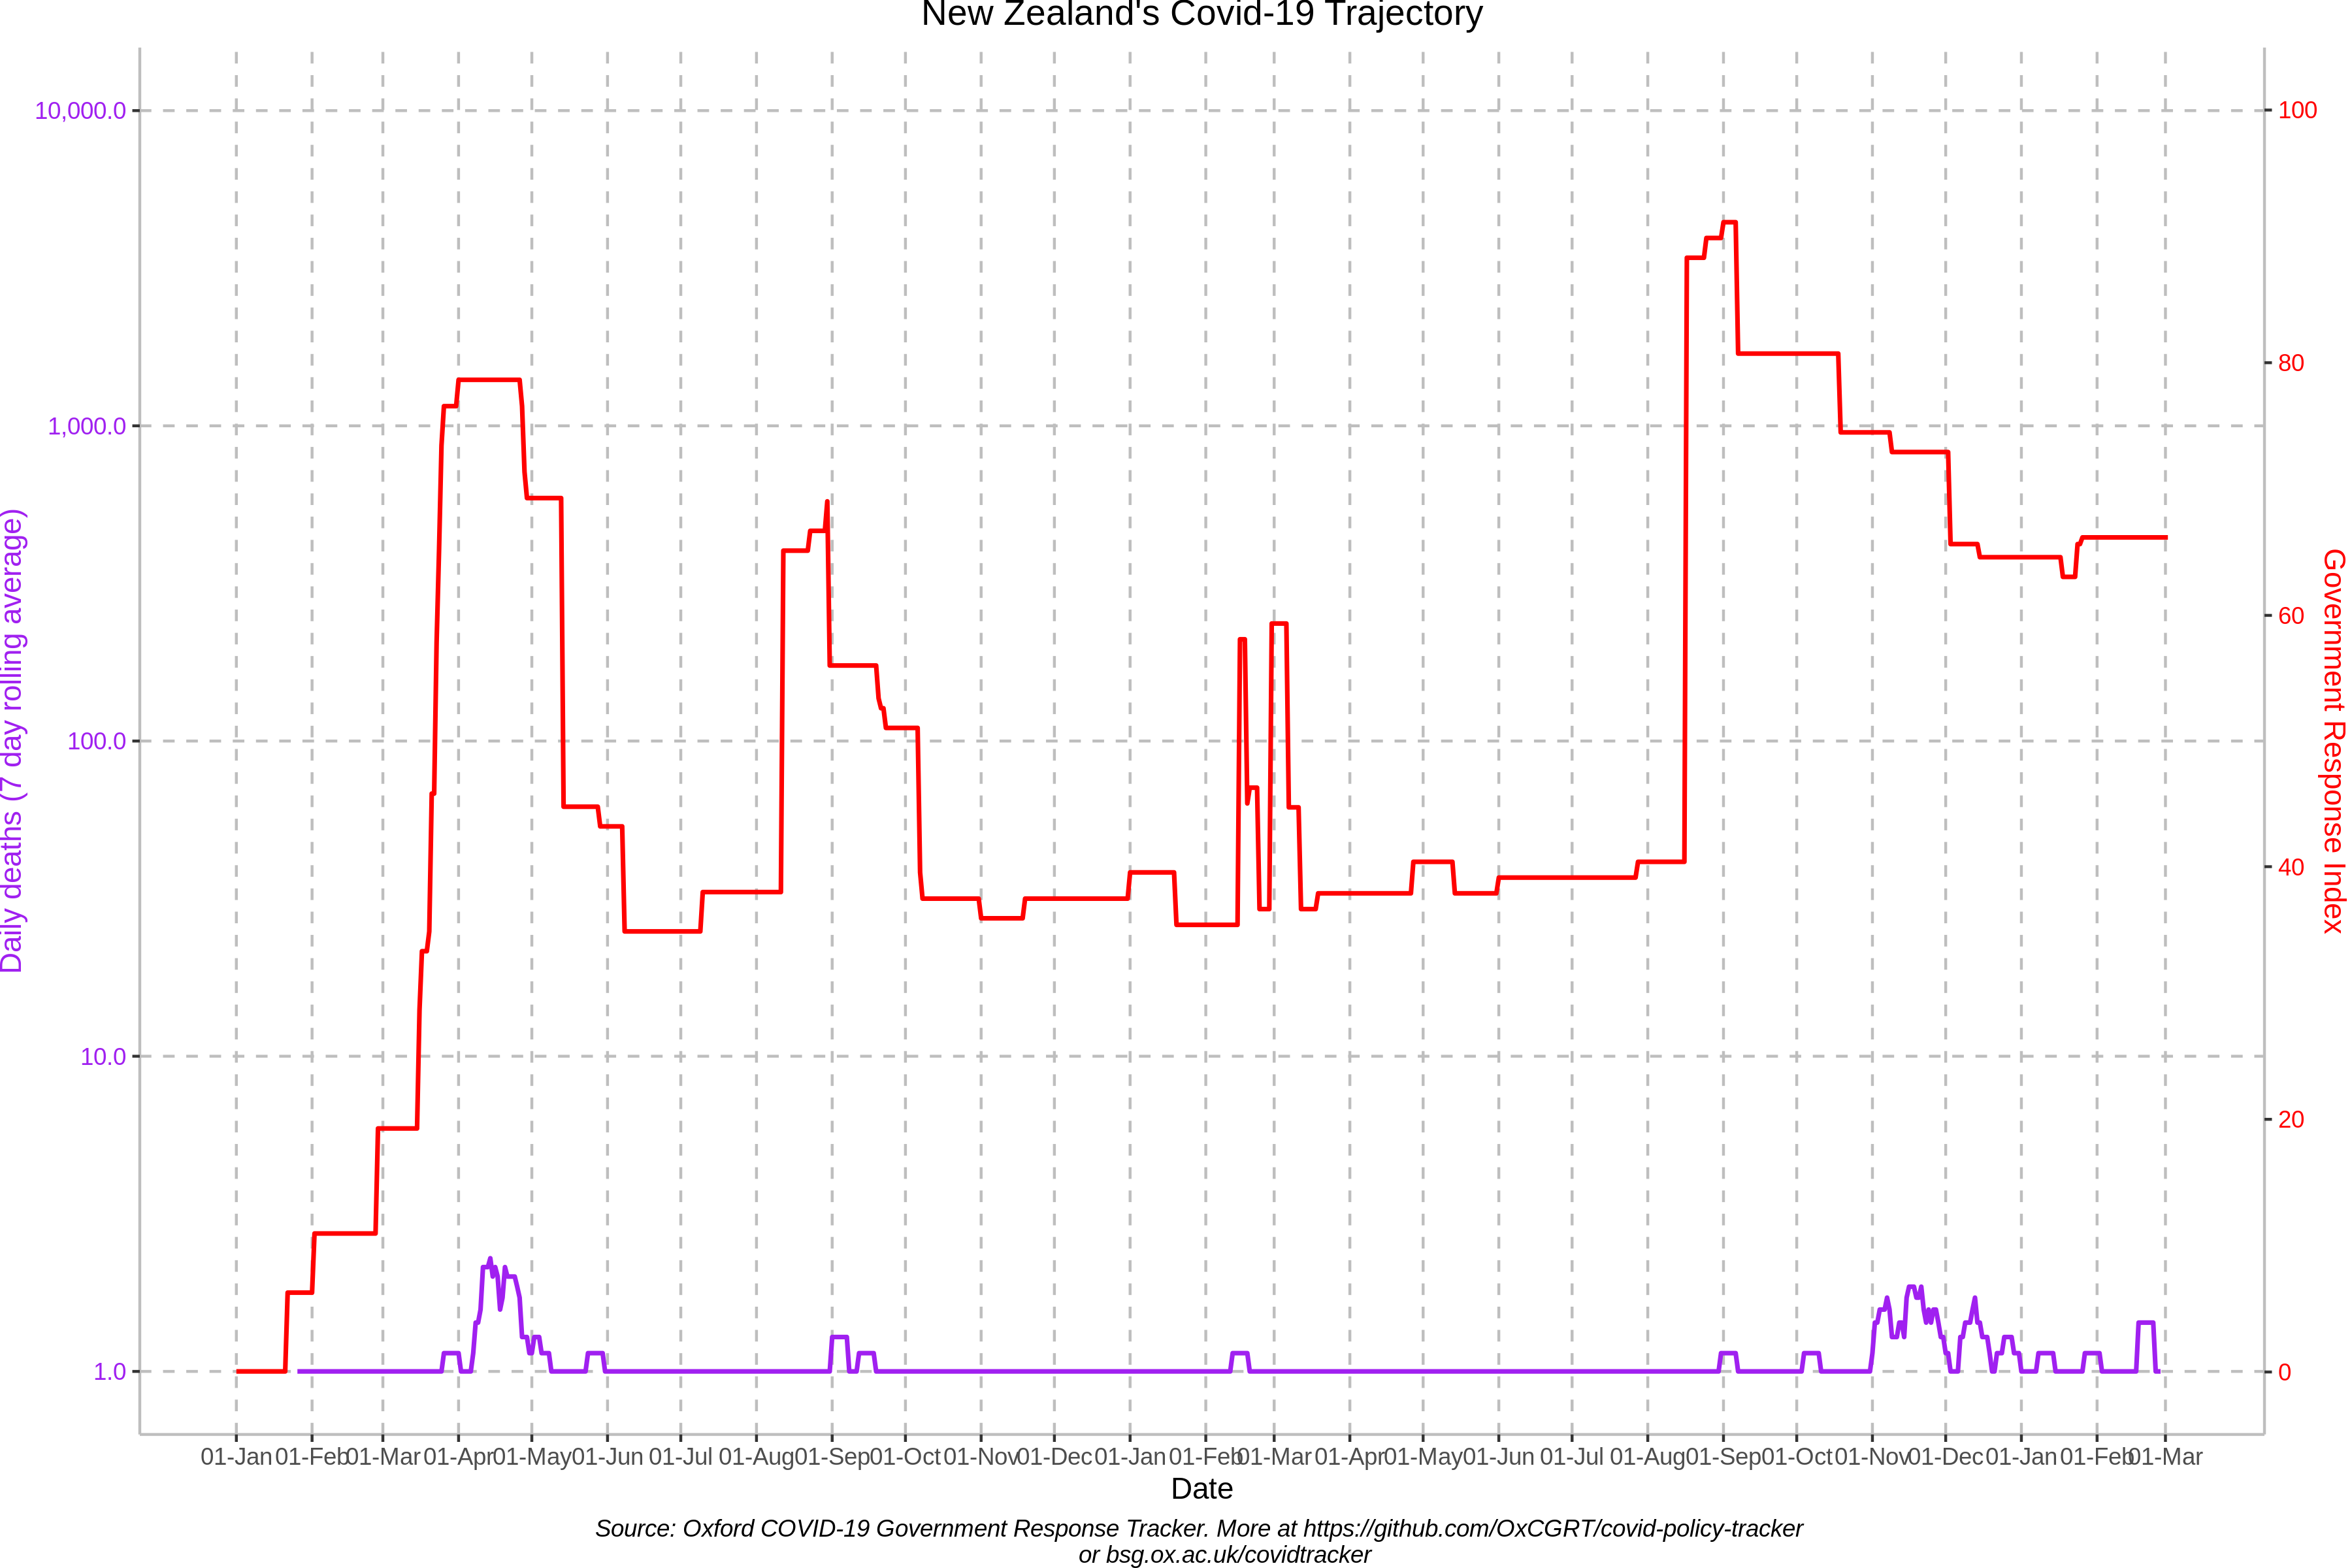 New Zealand's Covid-19 Trajectory
10,000.0
1,000.0
100.0
10.0
1.0
Daily deaths (7 day rolling average)
100
80
60
40
20
0
Government Response Index
01-Jan 01-Feb 01-Mar 01-Apr 01-May 01-Jun 01-Jul 01-Aug 01-Sep 01-Oct 01-Nov 01-Dec 01-Jan 01-Feb 01-Mar 01-Apr 01-May 01-Jun 01-Jul 01-Aug 01-Sep 01-Oct 01-Nov 01-Dec 01-Jan 01-Feb 01-Mar
Date
Source: Oxford COVID-19 Government Response Tracker. More at https://github.com/OxCGRT/covid-policy-tracker
or bsg.ox.ac.uk/covidtracker